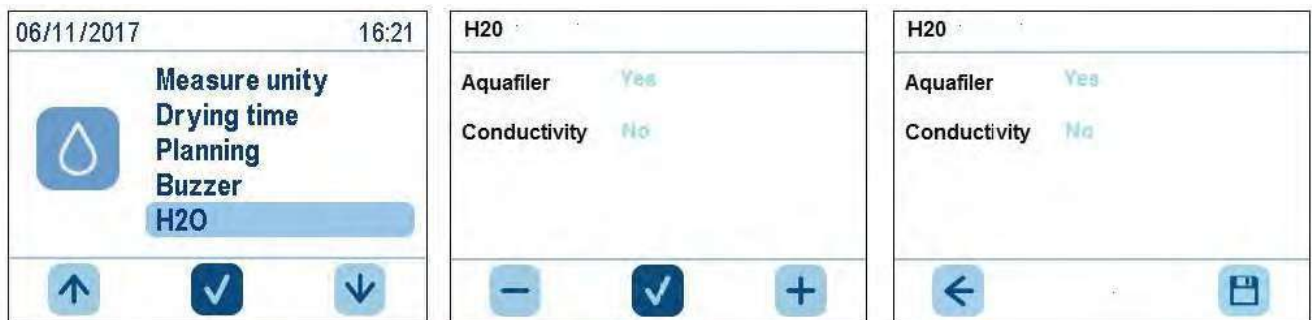 06/11/2017 16:21
Measure unity
Drying time
Planning
Buzzer
H2O
H20
Aquafiler Yes
Conductivity No
H20
Aquafiler Yes
Conductivity No